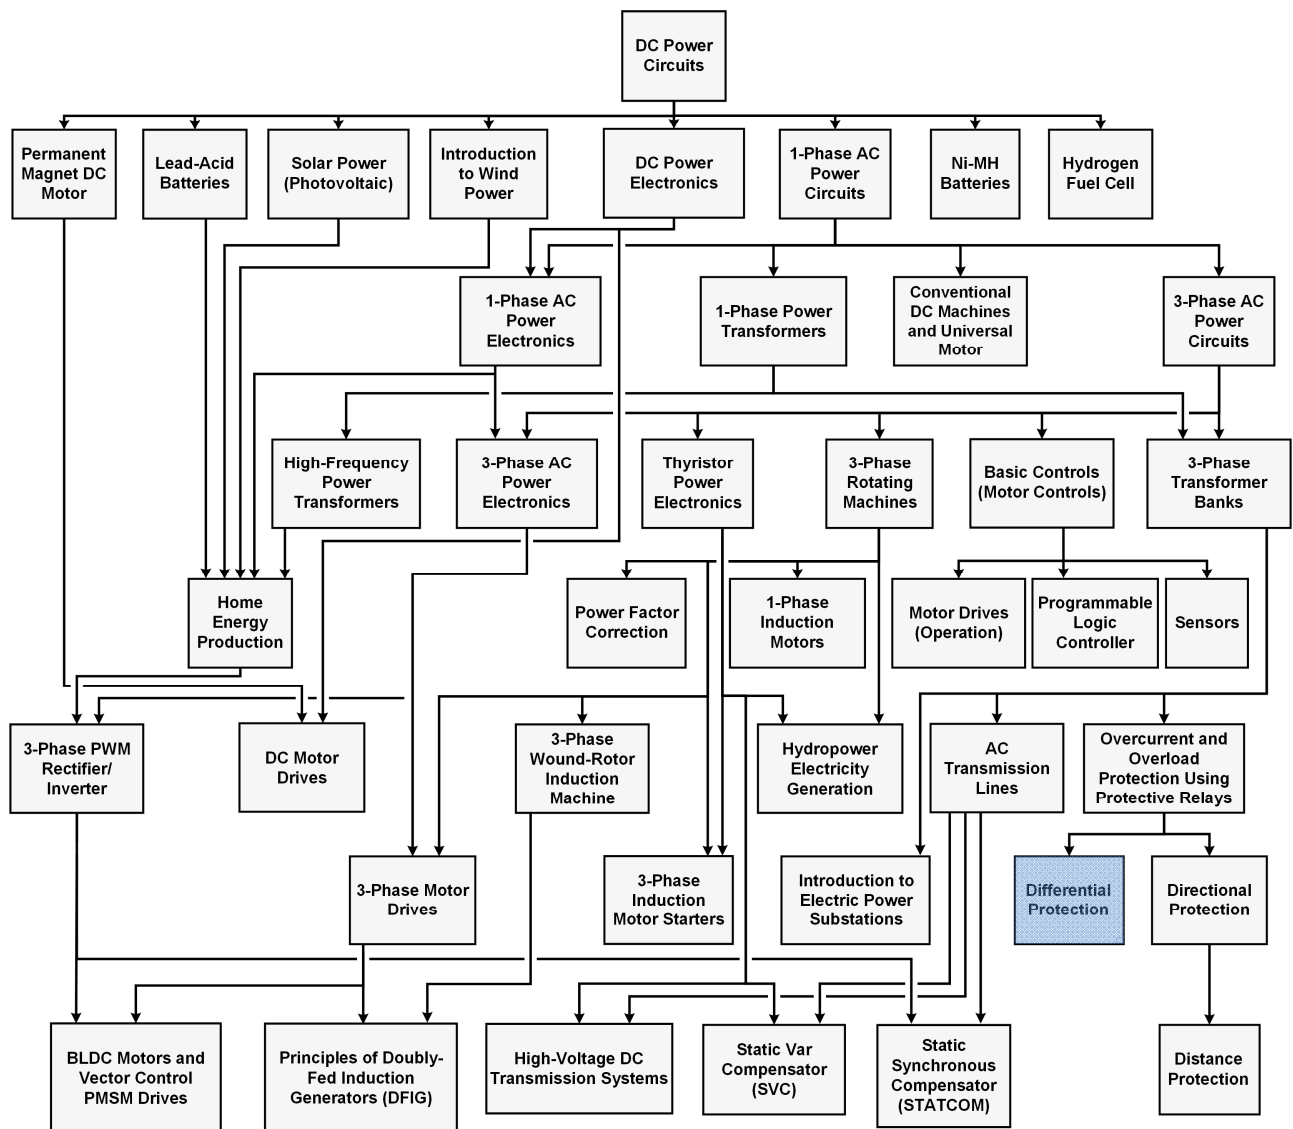 DC Power
Circuits
Permanent
Magnet DC
Motor
Lead-Acid
Batteries
Solar Power
(Photovoltaic)
Introduction
to Wind
Power
DC Power
Electronics
1-Phase AC
Power
Circuits
Ni-MH
Batteries
Hydrogen
Fuel Cell
1-Phase AC
Power
Electronics
1-Phase Power
Transformers
Conventional
DC Machines
and Universal
Motor
3-Phase AC
Power
Circuits
High-Frequency
Power
Transformers
3-Phase AC
Power
Electronics
Thyristor
Power
Electronics
3-Phase
Rotating
Machines
Basic Controls
(Motor Controls)
3-Phase
Transformer
Banks
Home
Energy
Production
Power Factor
Correction
1-Phase
Induction
Motors
Motor Drives
(Operation)
Programmable
Logic
Controller
Sensors
3-Phase PWM
Rectifier/
Inverter
DC Motor
Drives
3-Phase
Wound-Rotor
Induction
Machine
Hydropower
Electricity
Generation
AC
Transmission
Lines
Overcurrent and
Overload
Protection Using
Protective Relays
3-Phase Motor
Drives
3-Phase
Induction
Motor Starters
Introduction to
Electric Power
Substations
Differential
Protection
Directional
Protection
BLDC Motors and
Vector Control
PMSM Drives
Principles of Doubly-
Fed Induction
Generators (DFIG)
High-Voltage DC
Transmission Systems
Static Var
Compensator
(SVC)
Static
Synchronous
Compensator
(STATCOM)
Distance
Protection